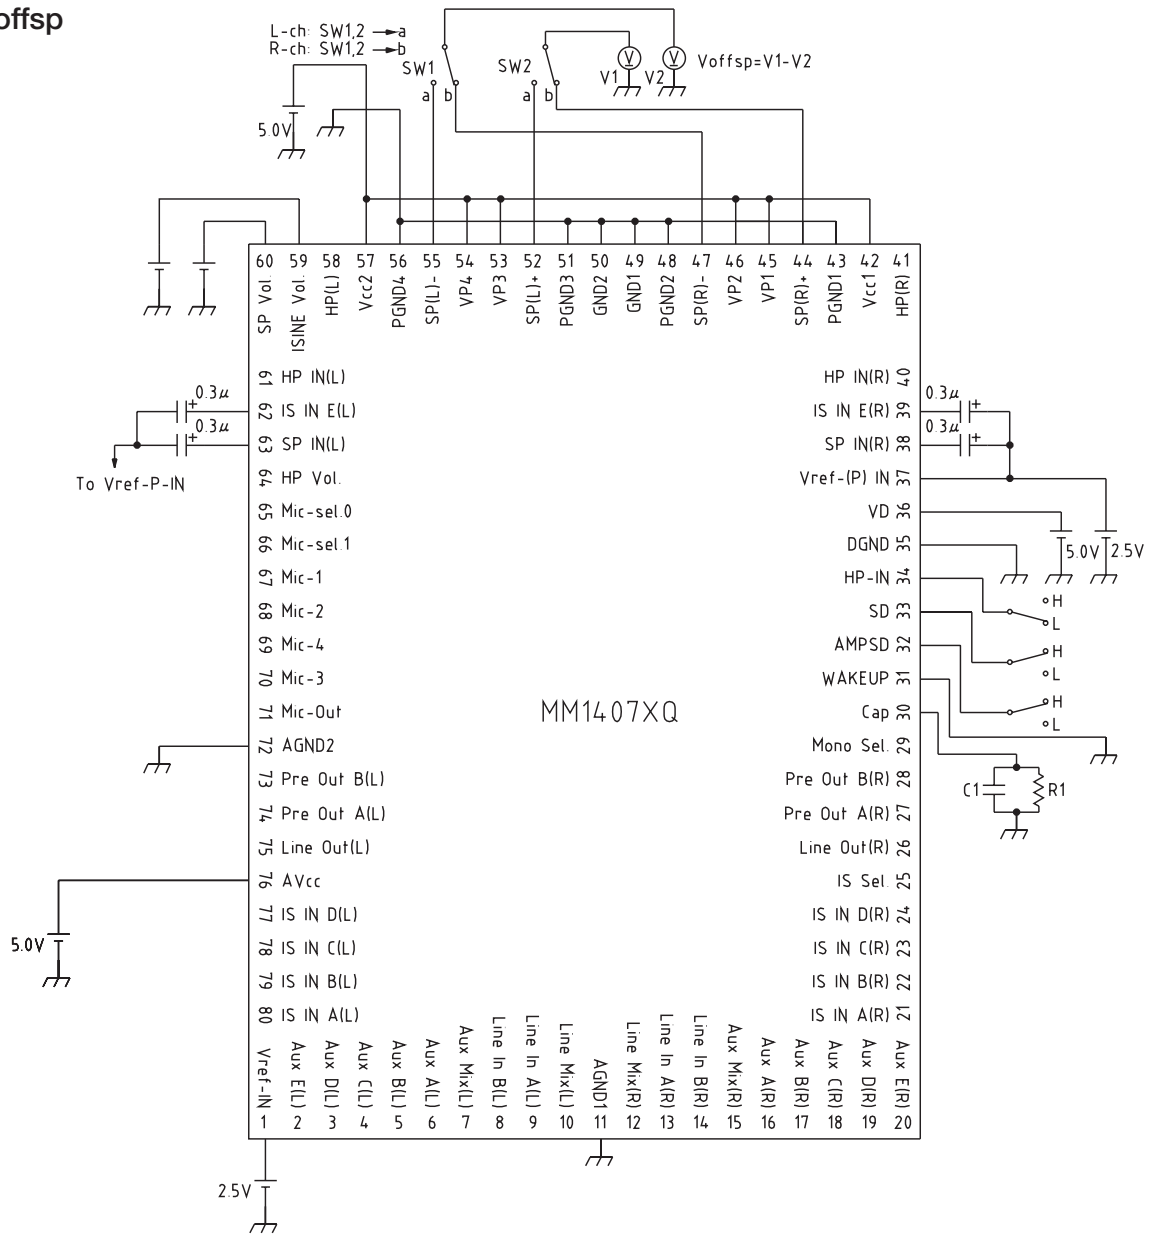 offsp
L-ch: SW1,2 → a
R-ch: SW1,2 → b
SW1
SW2
V
V
V1
V2
Voffsp=V1-V2
a
b
a
b
5.0V
60 59 58 57 56 55 54 53 52 51 50 49 48 47 46 45 44 43 42 41
SP Vol.
ISINE Vol.
HP(L)
Vcc2
PGND4
SP(L)-
VP4
VP3
SP(L)+
PGND3
GND2
GND1
PGND2
SP(R)-
VP2
VP1
SP(R)+
PGND1
Vcc1
HP(R)
61 HP IN(L)
0.3μ
+
62 IS IN E(L)
0.3μ
+
63 SP IN(L)
To Vref-P-IN
64 HP Vol.
65 Mic-sel.0
66 Mic-sel.1
67 Mic-1
68 Mic-2
69 Mic-4
70 Mic-3
71 Mic-Out
72 AGND2
73 Pre Out B(L)
74 Pre Out A(L)
75 Line Out(L)
76 AVcc
5.0V
77 IS IN D(L)
78 IS IN C(L)
79 IS IN B(L)
80 IS IN A(L)
MM1407XQ
HP IN(R) 40
0.3μ
+
IS IN E(R) 39
0.3μ
+
SP IN(R) 38
Vref-(P) IN 37
VD 36
5.0V
2.5V
DGND 35
HP-IN 34
H
L
SD 33
H
L
AMPSD 32
H
L
WAKEUP 31
Cap 30
C1
R1
Mono Sel. 29
Pre Out B(R) 28
Pre Out A(R) 27
Line Out(R) 26
IS Sel. 25
IS IN D(R) 24
IS IN C(R) 23
IS IN B(R) 22
IS IN A(R) 21
Vref-IN
Aux E(L)
Aux D(L)
Aux C(L)
Aux B(L)
Aux A(L)
Aux Mix(L)
Line In B(L)
Line In A(L)
Line Mix(L)
AGND1
Line Mix(R)
Line In A(R)
Line In B(R)
Aux Mix(R)
Aux A(R)
Aux B(R)
Aux C(R)
Aux D(R)
Aux E(R)
1 2 3 4 5 6 7 8 9 10 11 12 13 14 15 16 17 18 19 20
2.5V